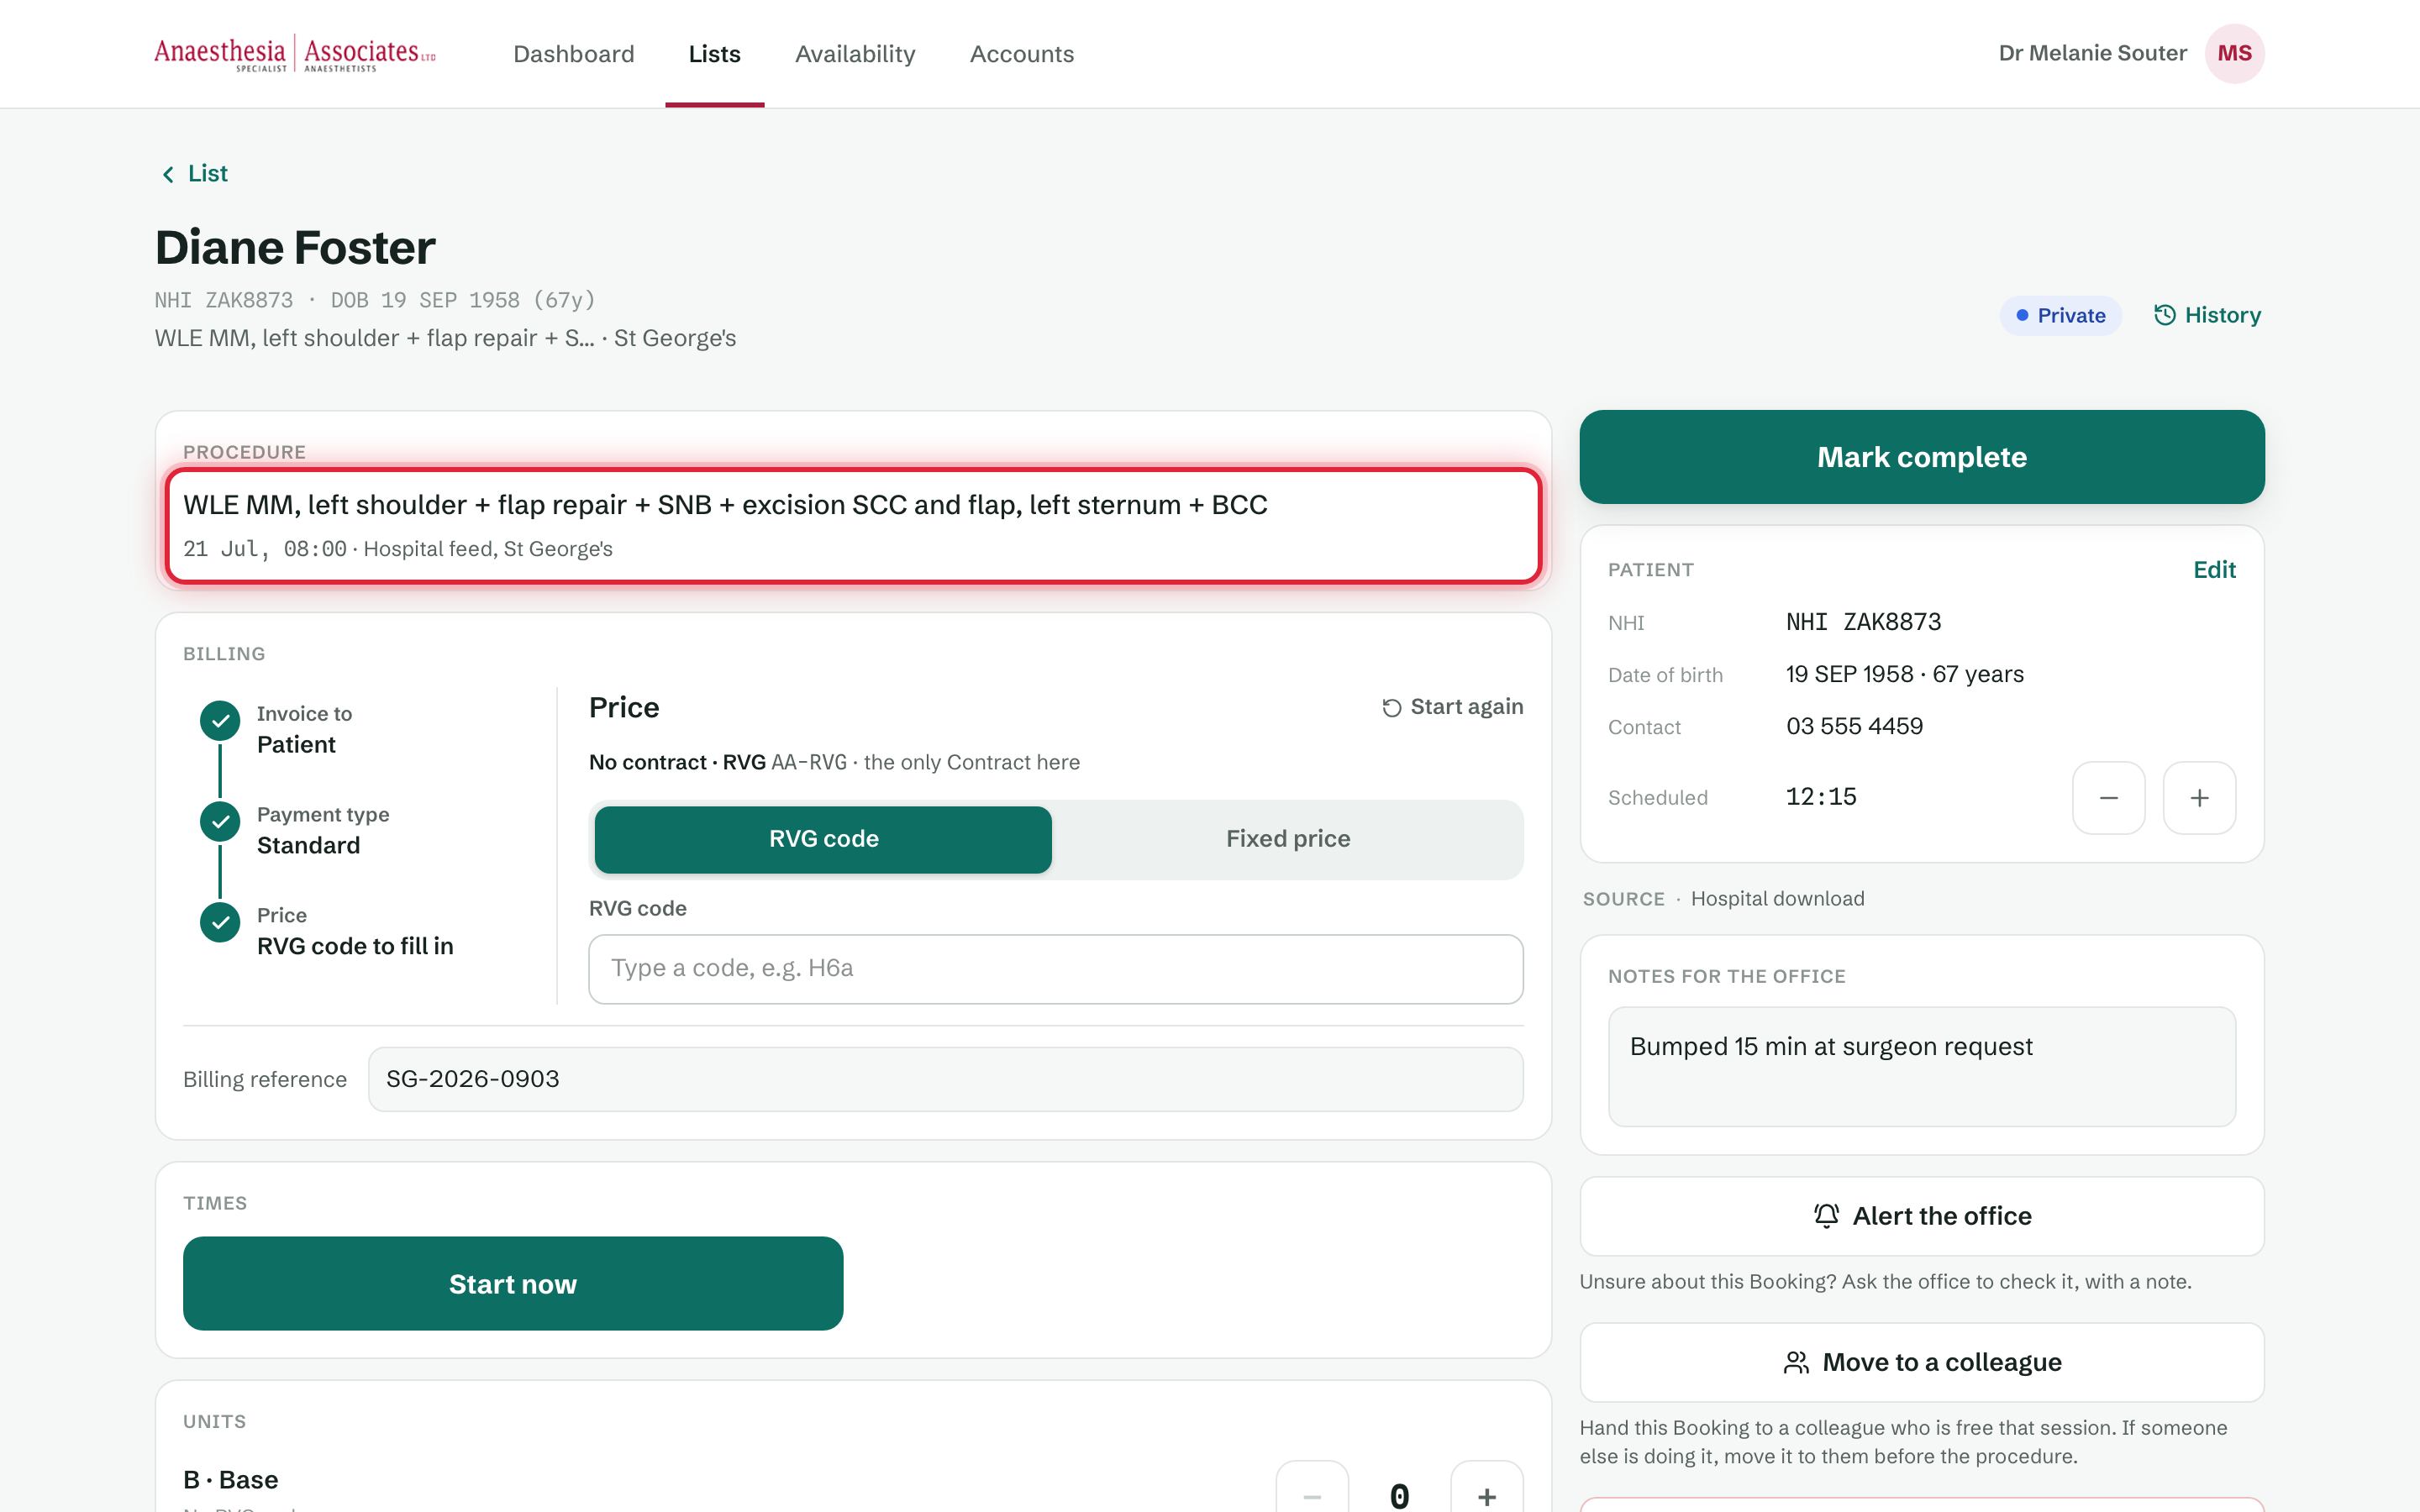 Anaesthesia | Associates LTD
SPECIALIST ANAESTHETISTS
Dashboard
Lists
Availability
Accounts
Dr Melanie Souter
MS
List
Diane Foster
NHI ZAK8873 · DOB 19 SEP 1958 (67y)
WLE MM, left shoulder + flap repair + S... · St George's
Private
History
PROCEDURE
WLE MM, left shoulder + flap repair + SNB + excision SCC and flap, left sternum + BCC
21 Jul, 08:00 · Hospital feed, St George's
BILLING
Invoice to
Patient
Payment type
Standard
Price
RVG code to fill in
Price
Start again
No contract · RVG AA-RVG · the only Contract here
RVG code
Fixed price
RVG code
Type a code, e.g. H6a
Billing reference
SG-2026-0903
TIMES
Start now
UNITS
B · Base
0
Mark complete
PATIENT
Edit
NHI
NHI ZAK8873
Date of birth
19 SEP 1958 · 67 years
Contact
03 555 4459
Scheduled
12:15
SOURCE · Hospital download
NOTES FOR THE OFFICE
Bumped 15 min at surgeon request
Alert the office
Unsure about this Booking? Ask the office to check it, with a note.
Move to a colleague
Hand this Booking to a colleague who is free that session. If someone
else is doing it, move it to them before the procedure.